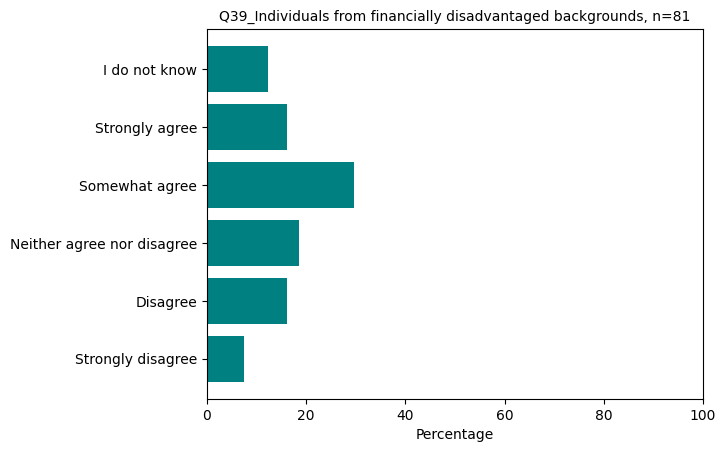 Q39_Individuals from financially disadvantaged backgrounds, n=81
I do not know
Strongly agree
Somewhat agree
Neither agree nor disagree
Disagree
Strongly disagree
0 20 40 60 80 100
Percentage